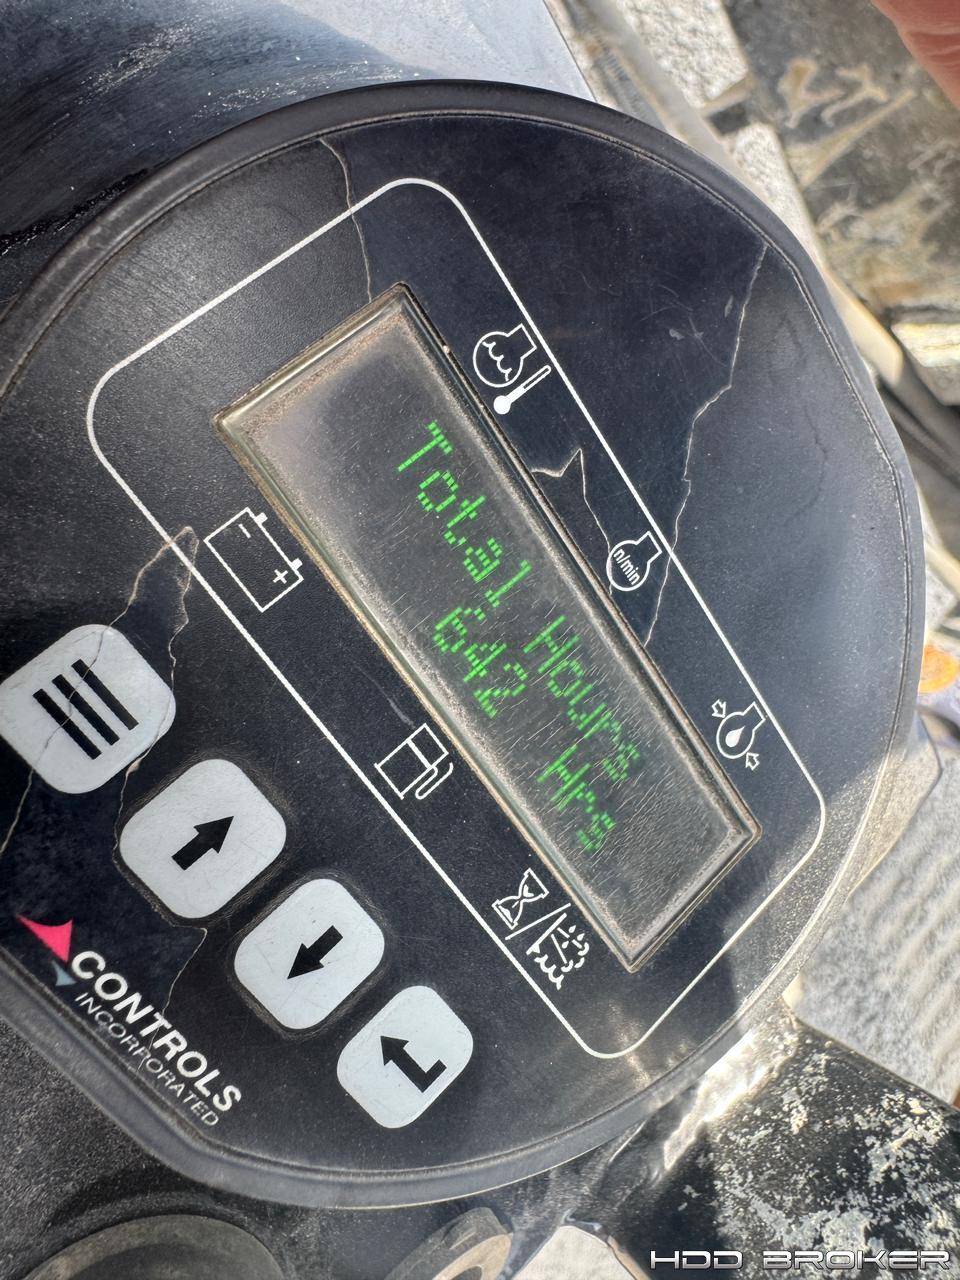 Total Hours
642 Hrs
n/min
CONTROLS
INCORPORATED
HDD BROKER